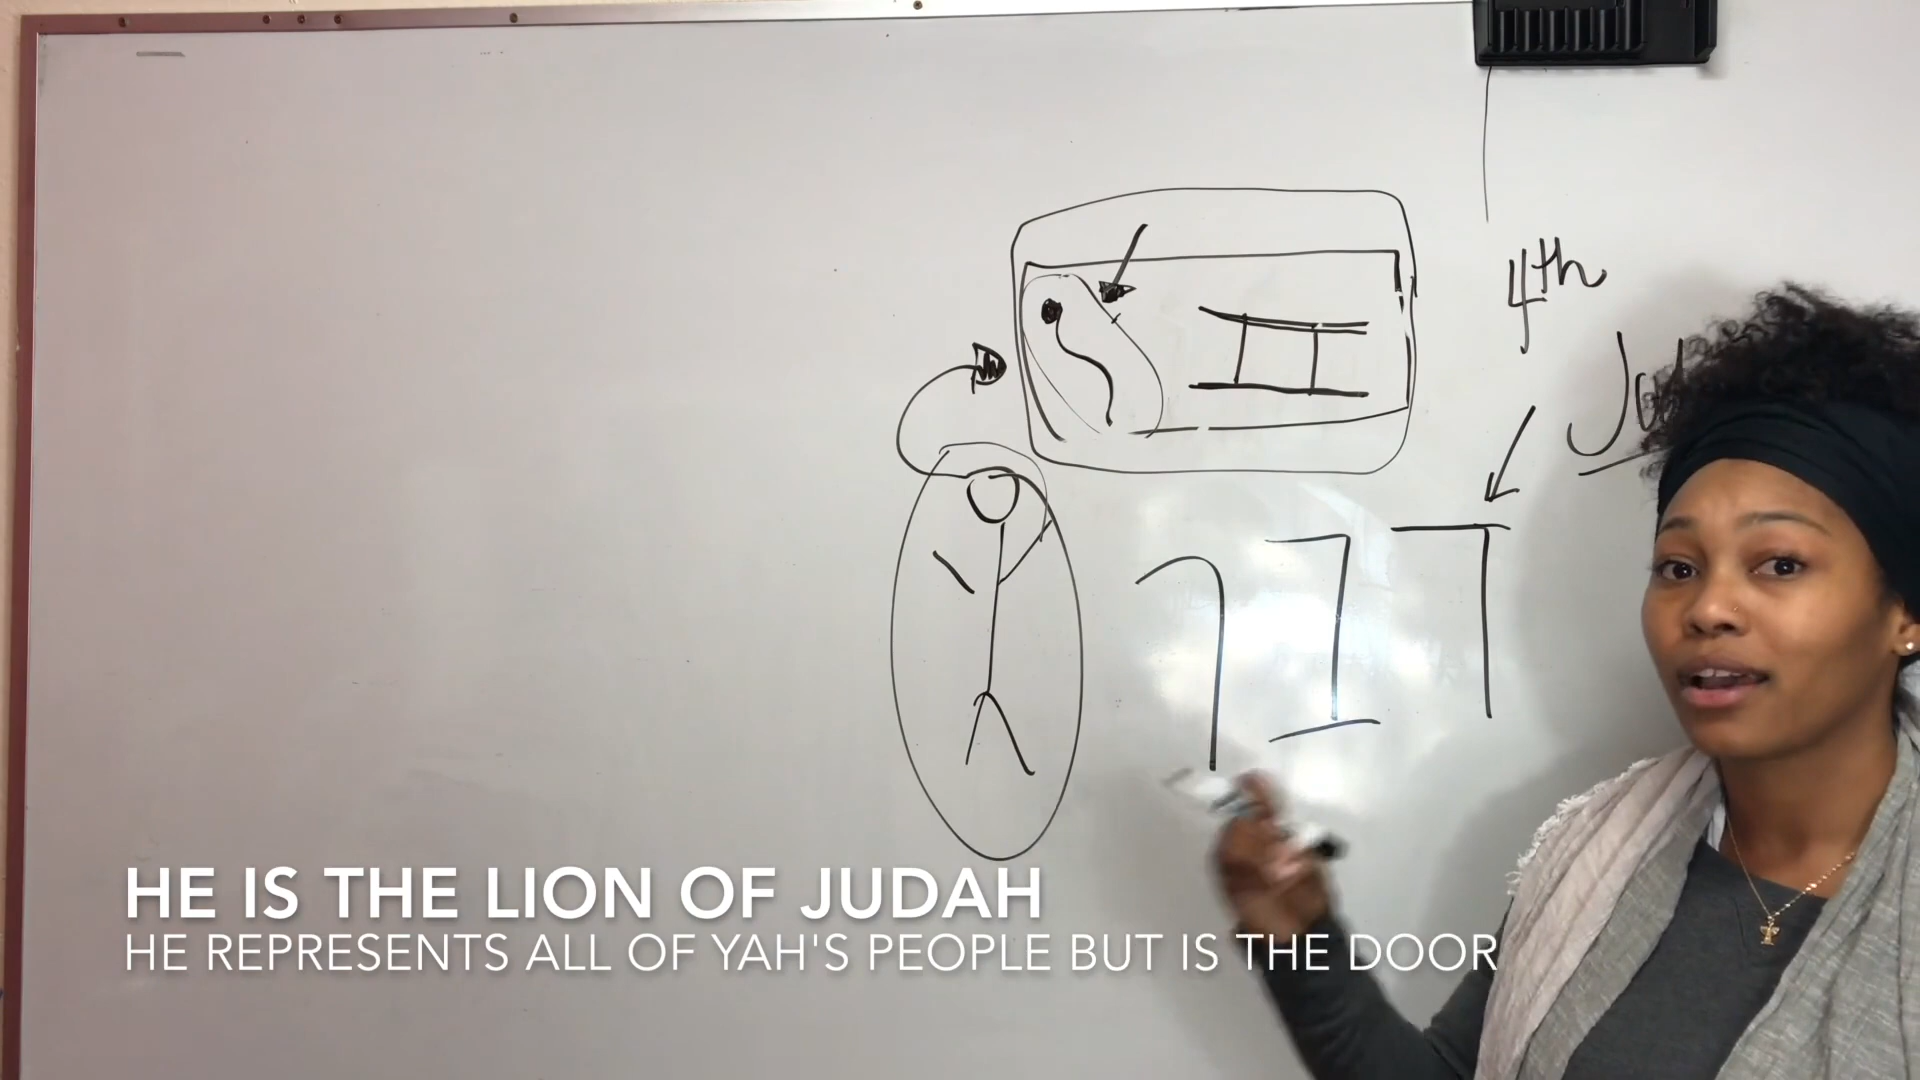 4th
HE IS THE LION OF JUDAH
HE REPRESENTS ALL OF YAH'S PEOPLE BUT IS THE DOOR